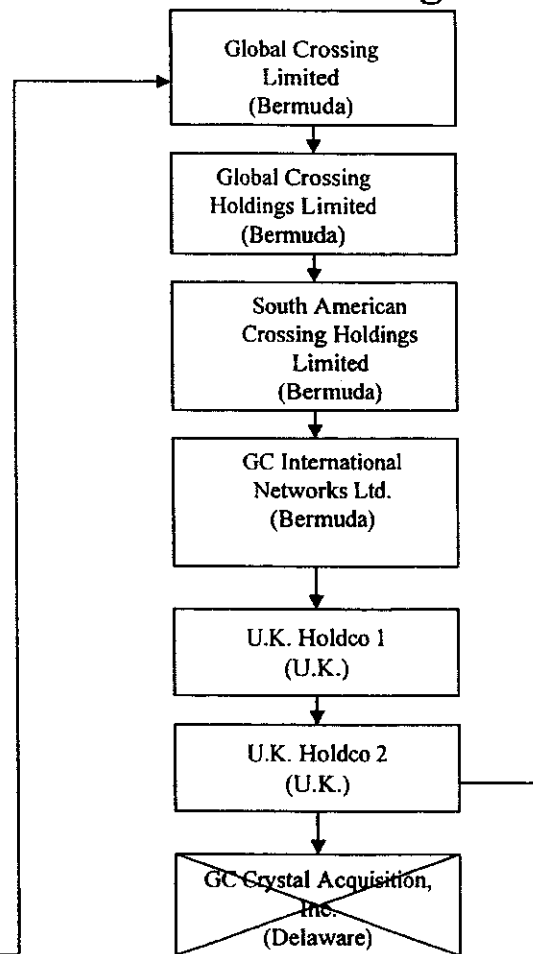 Global Crossing
Limited
(Bermuda)
Global Crossing
Holdings Limited
(Bermuda)
South American
Crossing Holdings
Limited
(Bermuda)
GC International
Networks Ltd.
(Bermuda)
U.K. Holdco 1
(U.K.)
U.K. Holdco 2
(U.K.)
GC Crystal Acquisition,
Inc.
(Delaware)